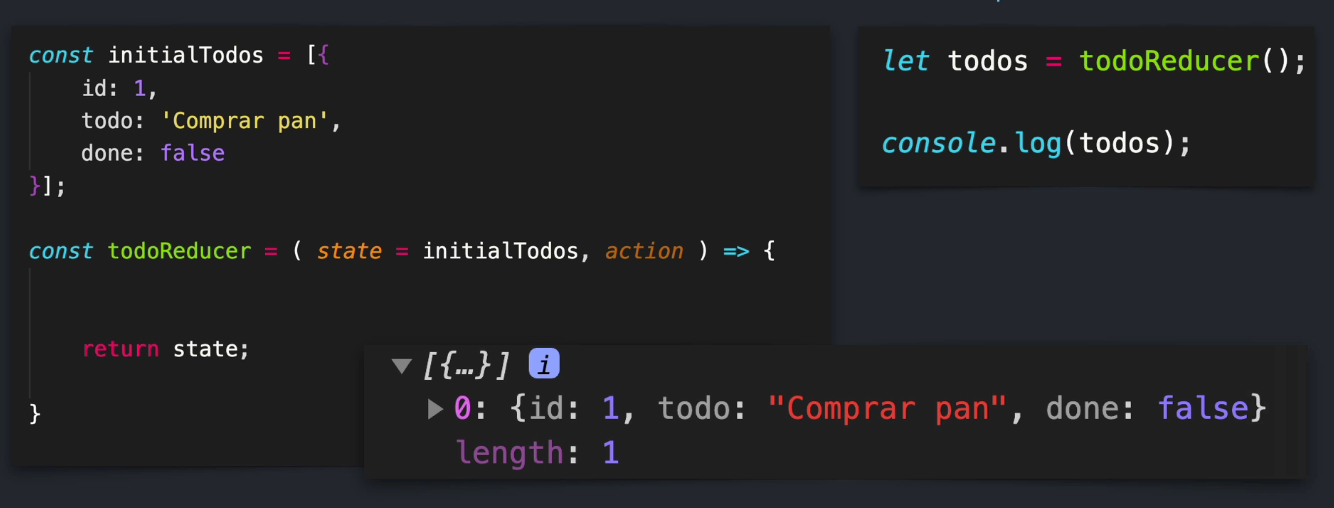 const initialTodos = [{
    id: 1,
    todo: 'Comprar pan',
    done: false
}];
const todoReducer = ( state = initialTodos, action ) => {
    return state;
}
let todos = todoReducer();
console.log(todos);
▼ [{…}] i
▶ 0: {id: 1, todo: "Comprar pan", done: false}
length: 1